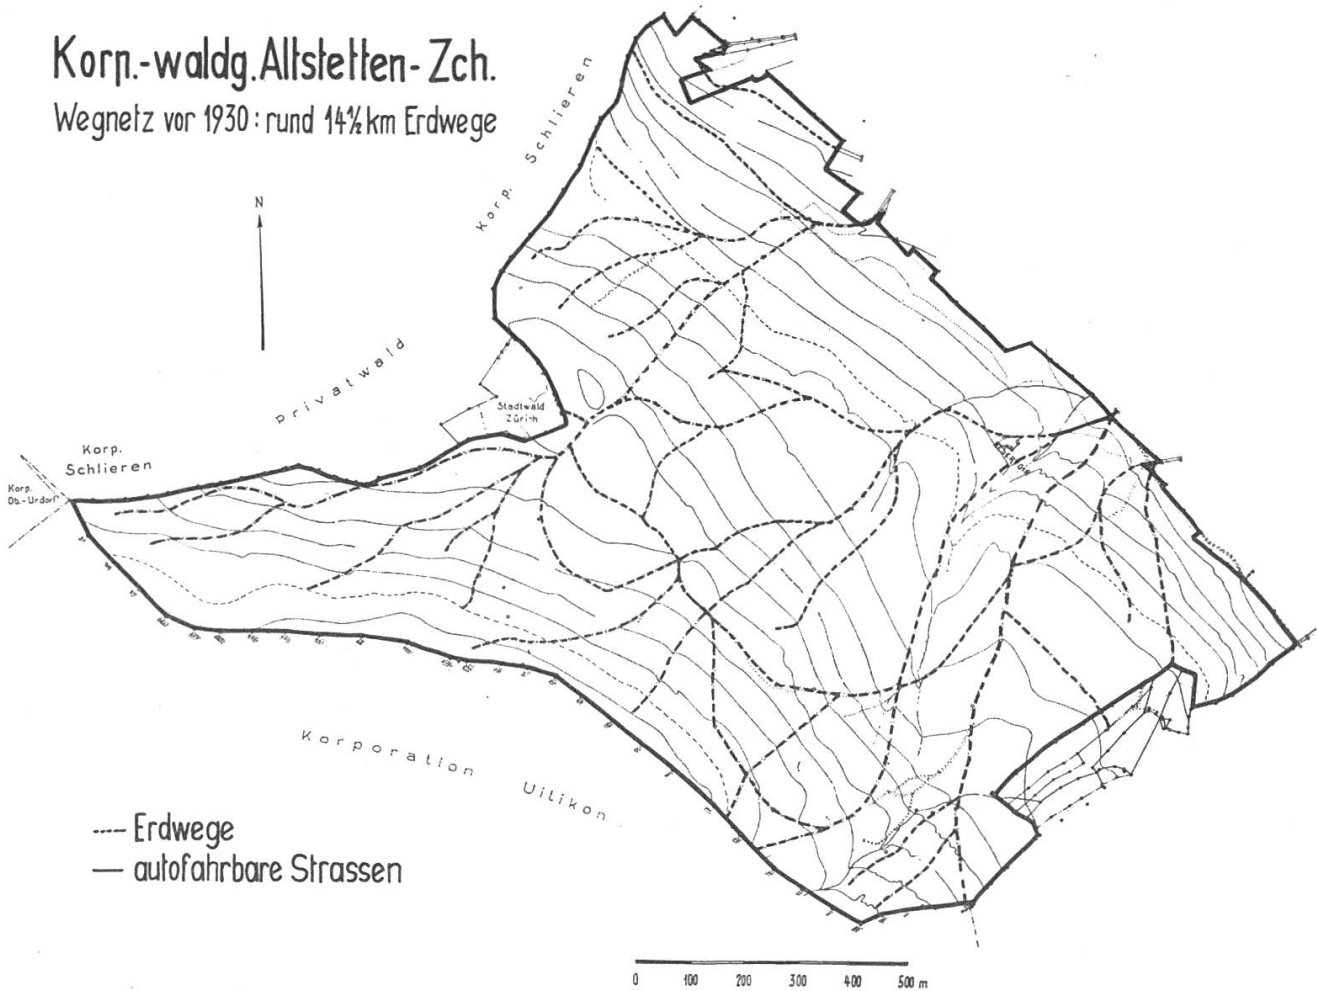 Korp.-waldg. Altstetten-Zch.
Wegnetz vor 1930: rund 14½ km Erdwege
Korp. Schlieren
N
Privatwald
Stadtwald
Zürich
Korp.
Schlieren
Korp.
Ob.-Urdorf
Korporation Uitikon
---- Erdwege
— autofahrbare Strassen
0 100 200 300 400 500 m